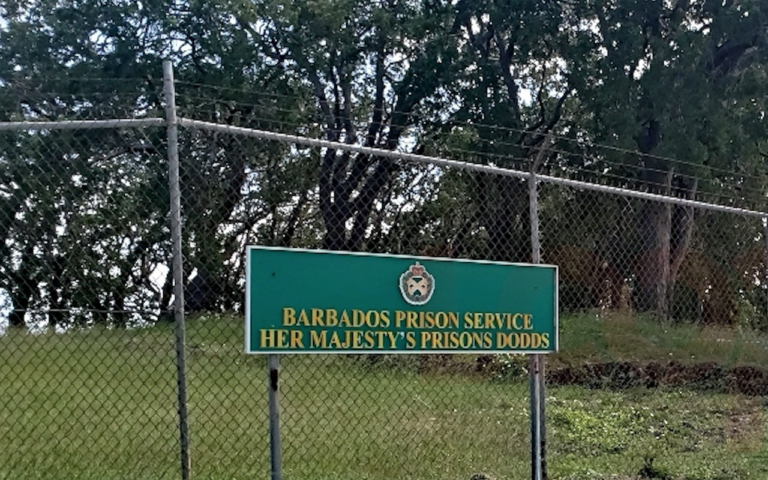 BARBADOS PRISON SERVICE
HER MAJESTY'S PRISONS DODDS